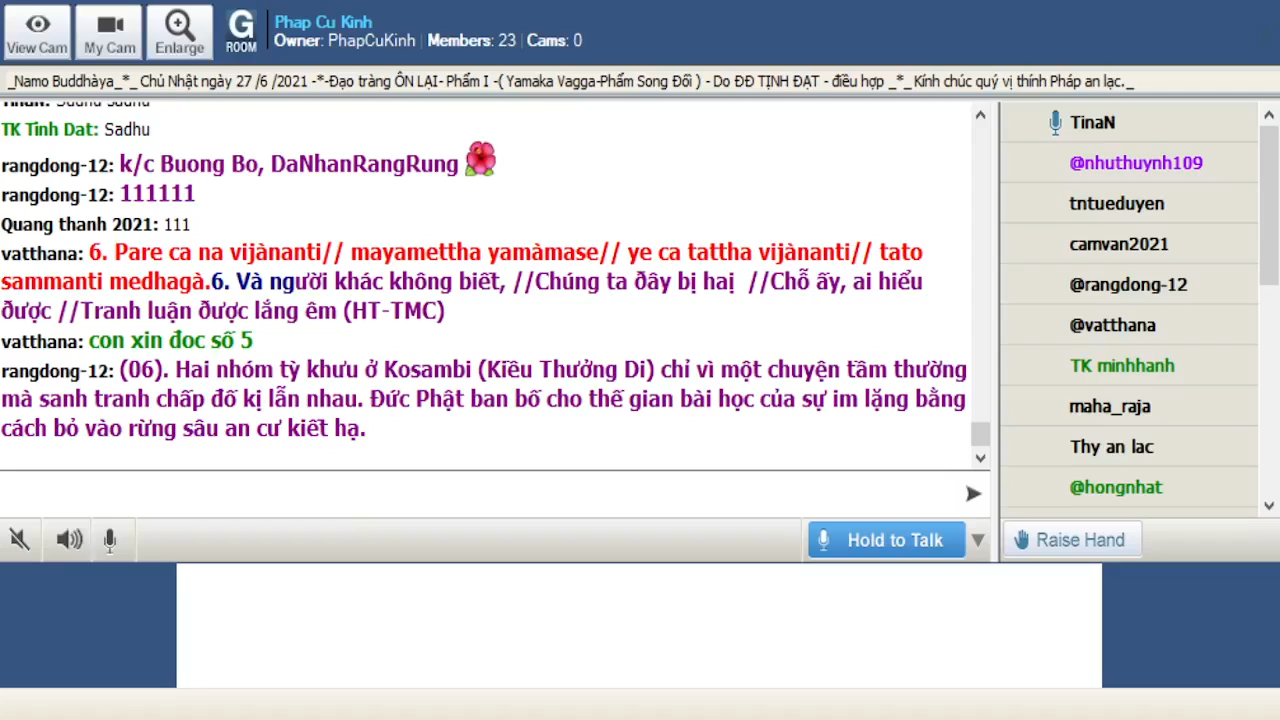 View Cam
My Cam
Enlarge
G
ROOM
Phap Cu Kinh
Owner: PhapCuKinh | Members: 23 | Cams: 0
_Namo Buddhàya_*_ Chủ Nhật ngày 27 /6 /2021 -*-Đạo tràng ÔN LẠI- Phẩm I -( Yamaka Vagga-Phẩm Song Đối ) - Do ĐĐ TỊNH ĐẠT - điều hợp _*_ Kính chúc quý vị thính Pháp an lạc._
TinaN: Sadhu Sadhu
TK Tinh Dat: Sadhu
rangdong-12: k/c Buong Bo, DaNhanRangRung
rangdong-12: 111111
Quang thanh 2021: 111
vatthana: 6. Pare ca na vijànanti// mayamettha yamàmase// ye ca tattha vijànanti// tato
sammanti medhagà.6. Và người khác không biết, //Chúng ta ðây bị hại //Chỗ ấy, ai hiểu
ðược //Tranh luận ðược lắng êm (HT-TMC)
vatthana: con xin đoc số 5
rangdong-12: (06). Hai nhóm tỳ khưu ở Kosambi (Kiều Thưởng Di) chỉ vì một chuyện tầm thường
mà sanh tranh chấp đố kị lẫn nhau. Đức Phật ban bố cho thế gian bài học của sự im lặng bằng
cách bỏ vào rừng sâu an cư kiết hạ.
TinaN
@nhuthuynh109
tntueduyen
camvan2021
@rangdong-12
@vatthana
TK minhhanh
maha_raja
Thy an lac
@hongnhat
Hold to Talk
Raise Hand